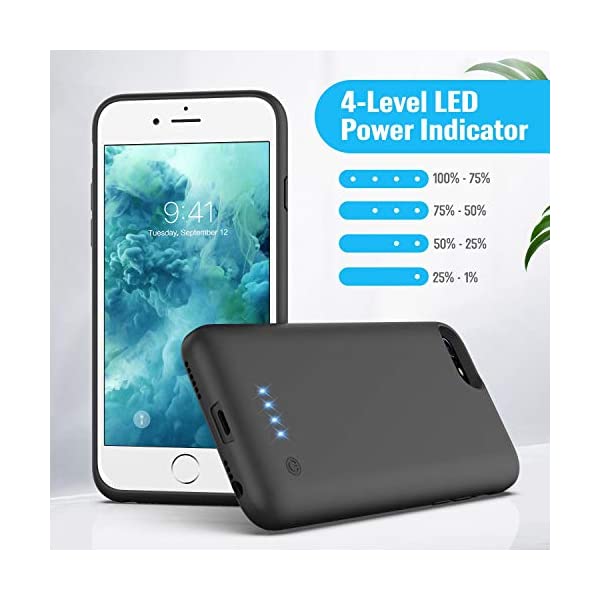 4-Level LED
Power Indicator
100% - 75%
75% - 50%
50% - 25%
25% - 1%
9:41
Tuesday, September 12